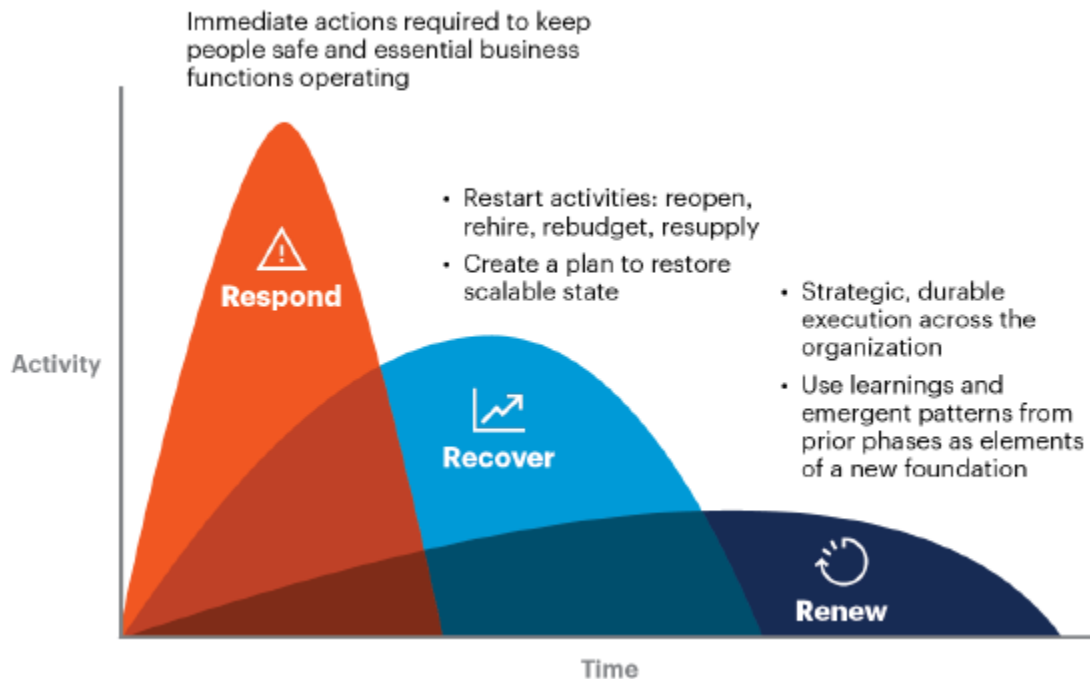 Immediate actions required to keep
people safe and essential business
functions operating
• Restart activities: reopen,
rehire, rebudget, resupply
• Create a plan to restore
scalable state
• Strategic, durable
execution across the
organization
• Use learnings and
emergent patterns from
prior phases as elements
of a new foundation
Respond
Activity
Recover
Renew
Time